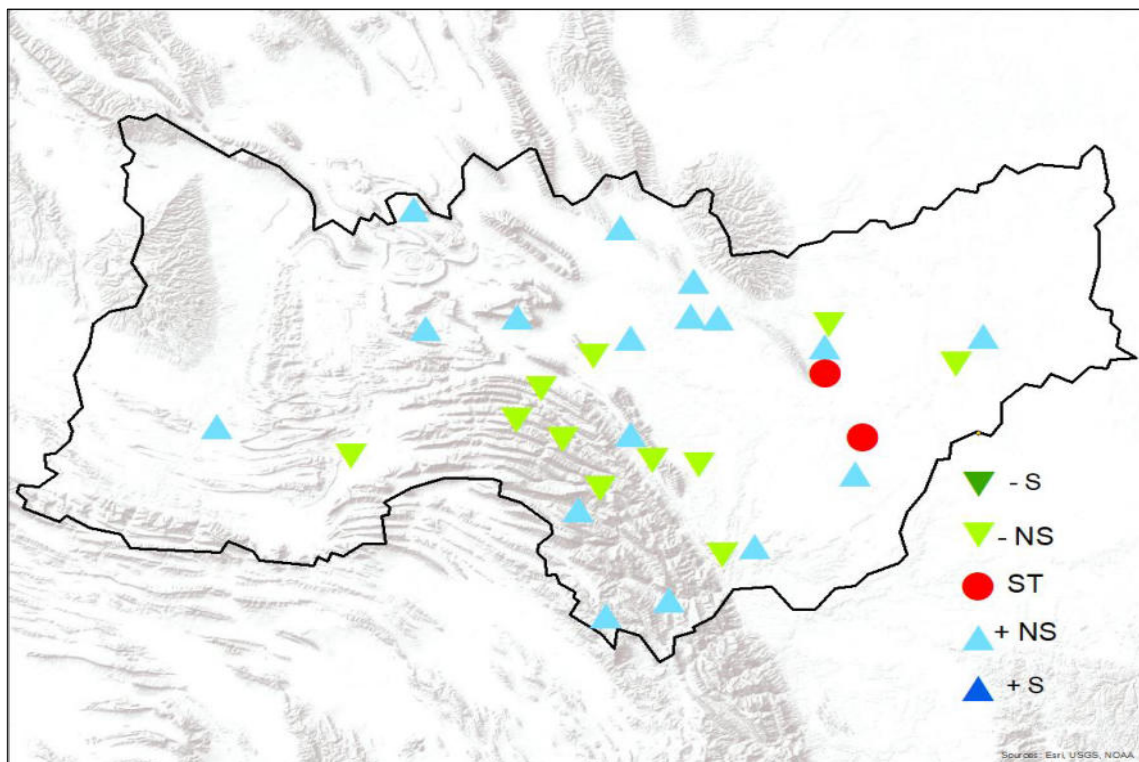 - S
- NS
ST
+ NS
+ S
Sources: Esri, USGS, NOAA